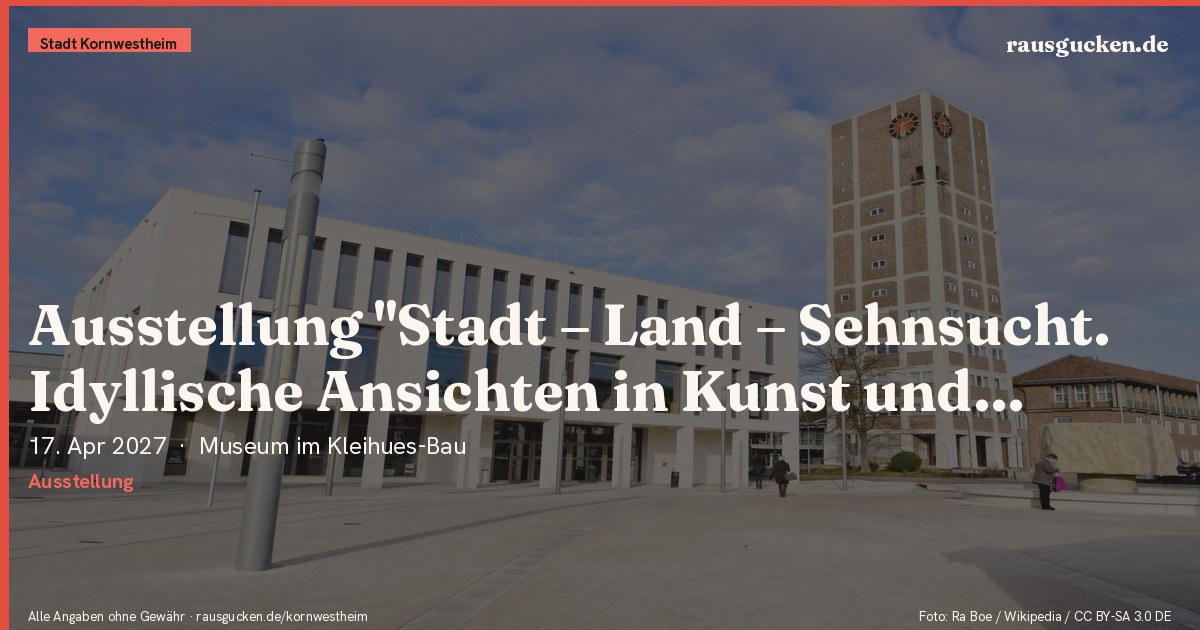 Stadt Kornwestheim
rausgucken.de
Ausstellung "Stadt – Land – Sehnsucht.
Idyllische Ansichten in Kunst und...
17. Apr 2027 · Museum im Kleihues-Bau
Ausstellung
Alle Angaben ohne Gewähr · rausgucken.de/kornwestheim
Foto: Ra Boe / Wikipedia / CC BY-SA 3.0 DE